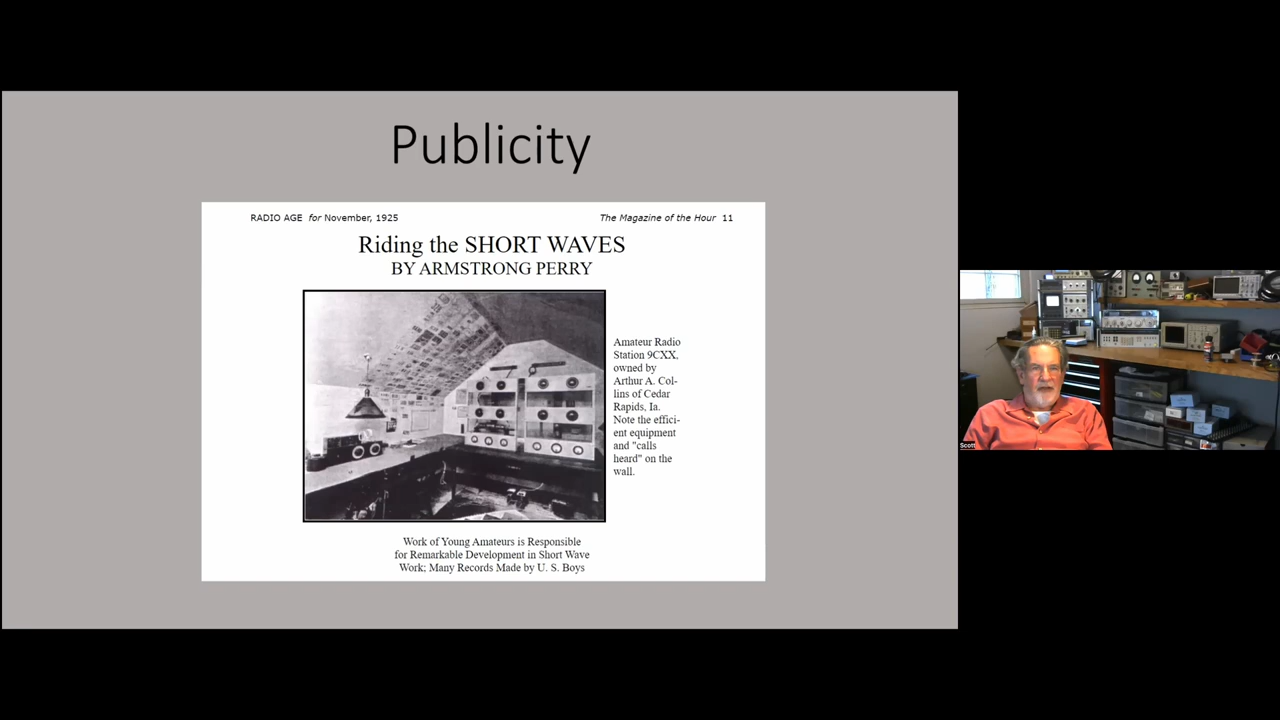 Publicity
RADIO AGE for November, 1925
The Magazine of the Hour 11
Riding the SHORT WAVES
BY ARMSTRONG PERRY
Amateur Radio
Station 9CXX,
owned by
Arthur A. Col-
lins of Cedar
Rapids, Ia.
Note the effici-
ent equipment
and "calls
heard" on the
wall.
Work of Young Amateurs is Responsible
for Remarkable Development in Short Wave
Work; Many Records Made by U. S. Boys
Scott